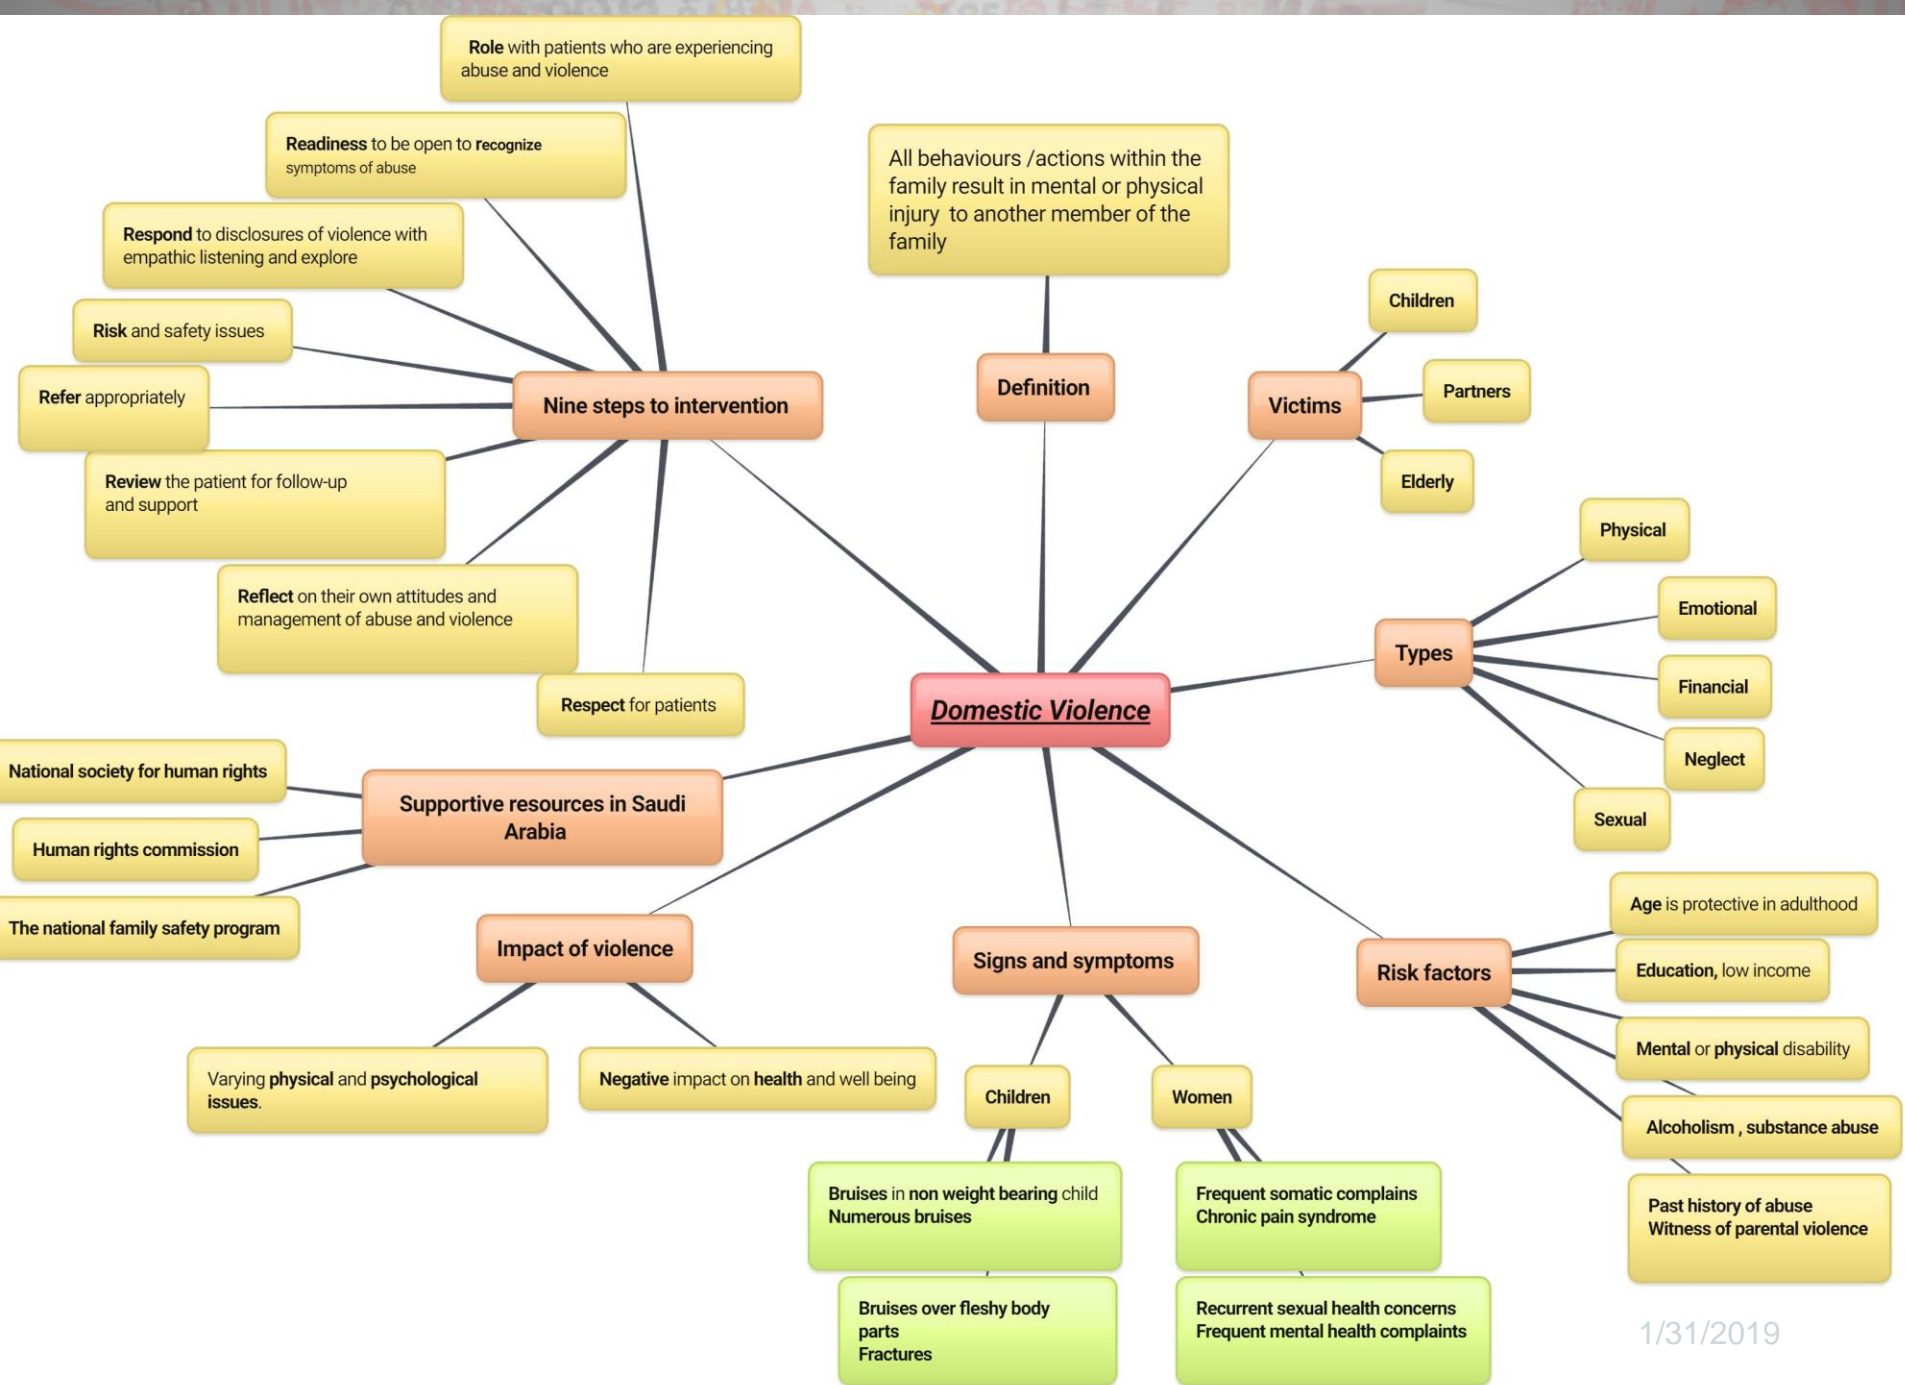 Role with patients who are experiencing
abuse and violence
Readiness to be open to recognize
symptoms of abuse
Respond to disclosures of violence with
empathic listening and explore
Risk and safety issues
Refer appropriately
Review the patient for follow-up
and support
Reflect on their own attitudes and
management of abuse and violence
Respect for patients
Nine steps to intervention
All behaviours /actions within the
family result in mental or physical
injury to another member of the
family
Definition
Victims
Children
Partners
Elderly
Types
Physical
Emotional
Financial
Neglect
Sexual
Domestic Violence
National society for human rights
Human rights commission
The national family safety program
Supportive resources in Saudi
Arabia
Impact of violence
Varying physical and psychological
issues.
Negative impact on health and well being
Signs and symptoms
Children
Women
Bruises in non weight bearing child
Numerous bruises
Bruises over fleshy body
parts
Fractures
Frequent somatic complains
Chronic pain syndrome
Recurrent sexual health concerns
Frequent mental health complaints
Risk factors
Age is protective in adulthood
Education, low income
Mental or physical disability
Alcoholism , substance abuse
Past history of abuse
Witness of parental violence
1/31/2019